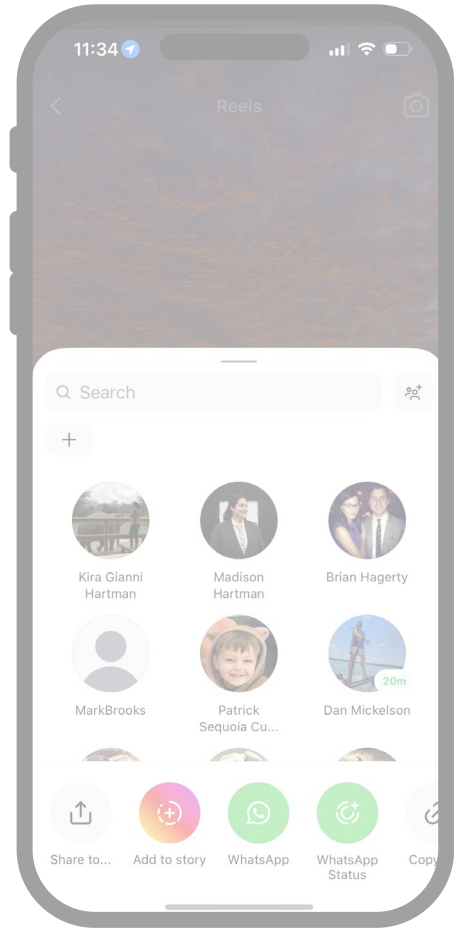 11:34
Reels
Search
Kira Gianni
Hartman
Madison
Hartman
Brian Hagerty
MarkBrooks
Patrick
Sequoia Cu...
Dan Mickelson
20m
Share to...
Add to story
WhatsApp
WhatsApp
Status
Copy